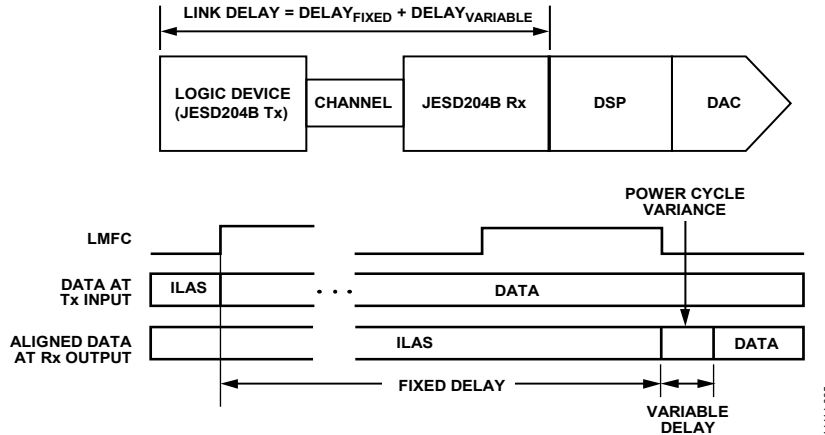 LINK DELAY = DELAYFIXED + DELAYVARIABLE
LOGIC DEVICE
(JESD204B Tx)
CHANNEL
JESD204B Rx
DSP
DAC
POWER CYCLE
VARIANCE
LMFC
DATA AT
Tx INPUT
ILAS
. . .
DATA
ALIGNED DATA
AT Rx OUTPUT
ILAS
DATA
FIXED DELAY
VARIABLE
DELAY